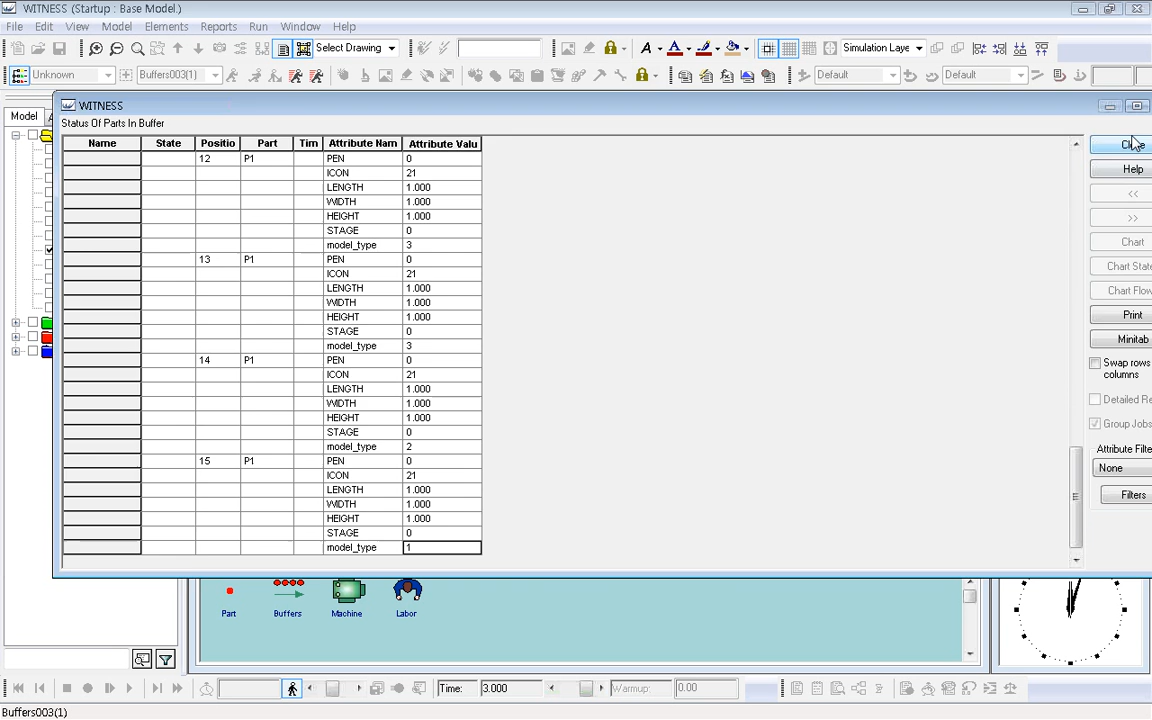 WITNESS (Startup : Base Model.)
File Edit View Model Elements Reports Run Window Help
Select Drawing Simulation Laye
Unknown Buffers003(1) Default Default
WITNESS
Status Of Parts In Buffer
Model
Name State Positio Part Tim Attribute Nam Attribute Valu
12 P1 PEN 0
ICON 21
LENGTH 1.000
WIDTH 1.000
HEIGHT 1.000
STAGE 0
model_type 3
13 P1 PEN 0
ICON 21
LENGTH 1.000
WIDTH 1.000
HEIGHT 1.000
STAGE 0
model_type 3
14 P1 PEN 0
ICON 21
LENGTH 1.000
WIDTH 1.000
HEIGHT 1.000
STAGE 0
model_type 2
15 P1 PEN 0
ICON 21
LENGTH 1.000
WIDTH 1.000
HEIGHT 1.000
STAGE 0
model_type 1
Help
<<
>>
Chart
Chart State
Chart Flow
Print
Minitab
Swap rows
columns
Detailed Re
Group Jobs
Attribute Filte
None
Filters
Part Buffers Machine Labor
Time: 3.000 Warmup: 0.00
Buffers003(1)